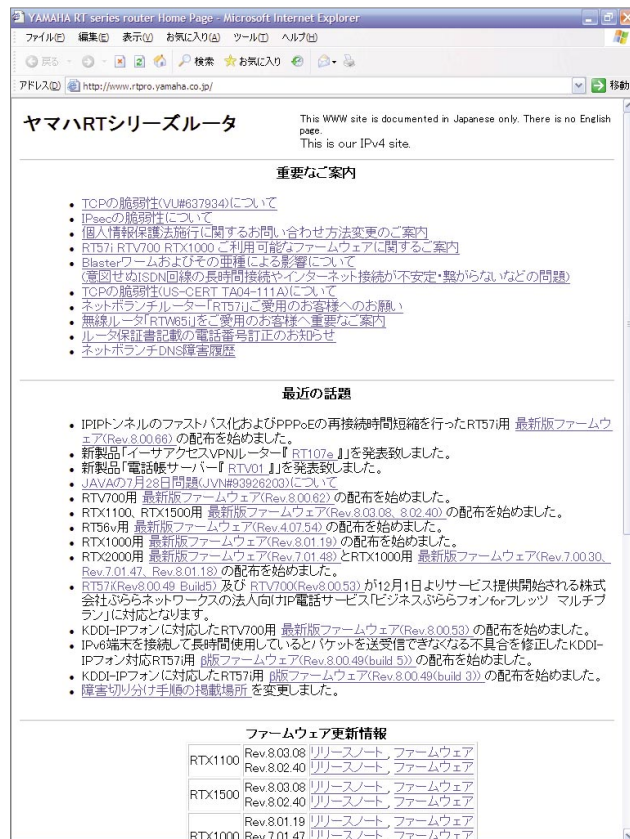 YAMAHA RT series router Home Page - Microsoft Internet Explorer
ファイル(F) 編集(E) 表示(V) お気に入り(A) ツール(T) ヘルプ(H)
戻る 検索 お気に入り
アドレス(D) http://www.rtpro.yamaha.co.jp/ 移動
ヤマハRTシリーズルータ
This WWW site is documented in Japanese only. There is no English
page.
This is our IPv4 site.
重要なご案内
• TCPの脆弱性(VU#637934)について
• IPsecの脆弱性について
• 個人情報保護法施行に関するお問い合わせ方法変更のご案内
• RT57i RTV700 RTX1000 ご利用可能なファームウェアに関するご案内
• Blasterワームおよびその亜種による影響について
(意図せぬISDN回線の長時間接続やインターネット接続が不安定・繋がらないなどの問題)
• TCPの脆弱性(US-CERT TA04-111A)について
• ネットボランチルーター「RT57i」ご愛用のお客様へのお願い
• 無線ルータ「RTW65i」をご愛用のお客様へ重要なご案内
• ルータ保証書記載の電話番号訂正のお知らせ
• ネットボランチDNS障害履歴
最近の話題
• IPIPトンネルのファストパス化およびPPPoEの再接続時間短縮を行ったRT57i用 最新版ファームウ
ェア(Rev.8.00.66) の配布を始めました。
• 新製品「イーサアクセスVPNルーター『 RT107e 』」を発表致しました。
• 新製品「電話帳サーバー『 RTV01 』」を発表致しました。
• JAVAの7月28日問題(JVN#93926203)について
• RTV700用 最新版ファームウェア(Rev.8.00.62) の配布を始めました。
• RTX1100、RTX1500用 最新版ファームウェア(Rev.8.03.08、8.02.40) の配布を始めました。
• RT56v用 最新版ファームウェア(Rev.4.07.54) の配布を始めました。
• RTX1000用 最新版ファームウェア(Rev.8.01.19) の配布を始めました。
• RTX2000用 最新版ファームウェア(Rev.7.01.48) とRTX1000用 最新版ファームウェア(Rev.7.00.30、
Rev.7.01.47、Rev.8.01.18) の配布を始めました。
• RT57i(Rev8.00.49 Build5) 及び RTV700(Rev8.00.53) が12月1日よりサービス提供開始される株式
会社ぷららネットワークスの法人向けIP電話サービス「ビジネスぷららフォンforフレッツ マルチプ
ラン」に対応となります。
• KDDI-IPフォンに対応したRTV700用 最新版ファームウェア(Rev.8.00.53) の配布を始めました。
• IPv6端末を接続して長時間使用しているとパケットを送受信できなくなる不具合を修正したKDDI-
IPフォン対応RT57i用 β版ファームウェア(Rev.8.00.49(build 5)) の配布を始めました。
• KDDI-IPフォンに対応したRT57i用 β版ファームウェア(Rev.8.00.49(build 3)) の配布を始めました。
• 障害切り分け手順の掲載場所 を変更しました。
ファームウェア更新情報
RTX1100 Rev.8.03.08 リリースノート , ファームウェア
Rev.8.02.40 リリースノート , ファームウェア
RTX1500 Rev.8.03.08 リリースノート , ファームウェア
Rev.8.02.40 リリースノート , ファームウェア
Rev.8.01.19 リリースノート , ファームウェア
RTX1000 Rev.7.01.47 リリースノート , ファームウェア